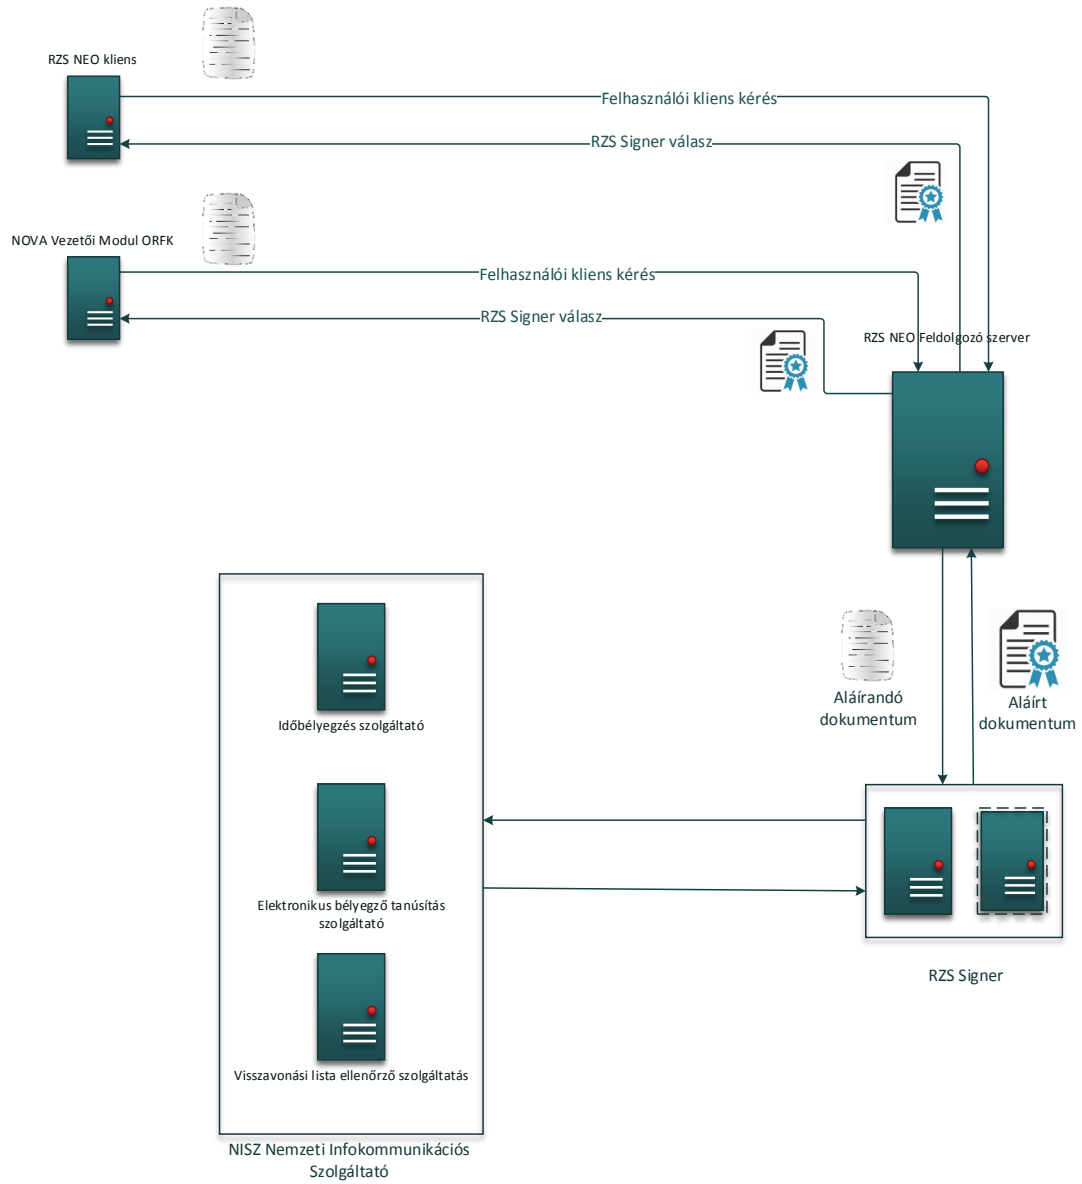 RZS NEO kliens
Felhasználói kliens kérés
RZS Signer válasz
NOVA Vezetői Modul ORFK
Felhasználói kliens kérés
RZS Signer válasz
RZS NEO Feldolgozó szerver
Aláírandó
dokumentum
Aláírt
dokumentum
Időbélyegzés szolgáltató
Elektronikus bélyegző tanúsítás
szolgáltató
Visszavonási lista ellenőrző szolgáltatás
RZS Signer
NISZ Nemzeti Infokommunikációs
Szolgáltató